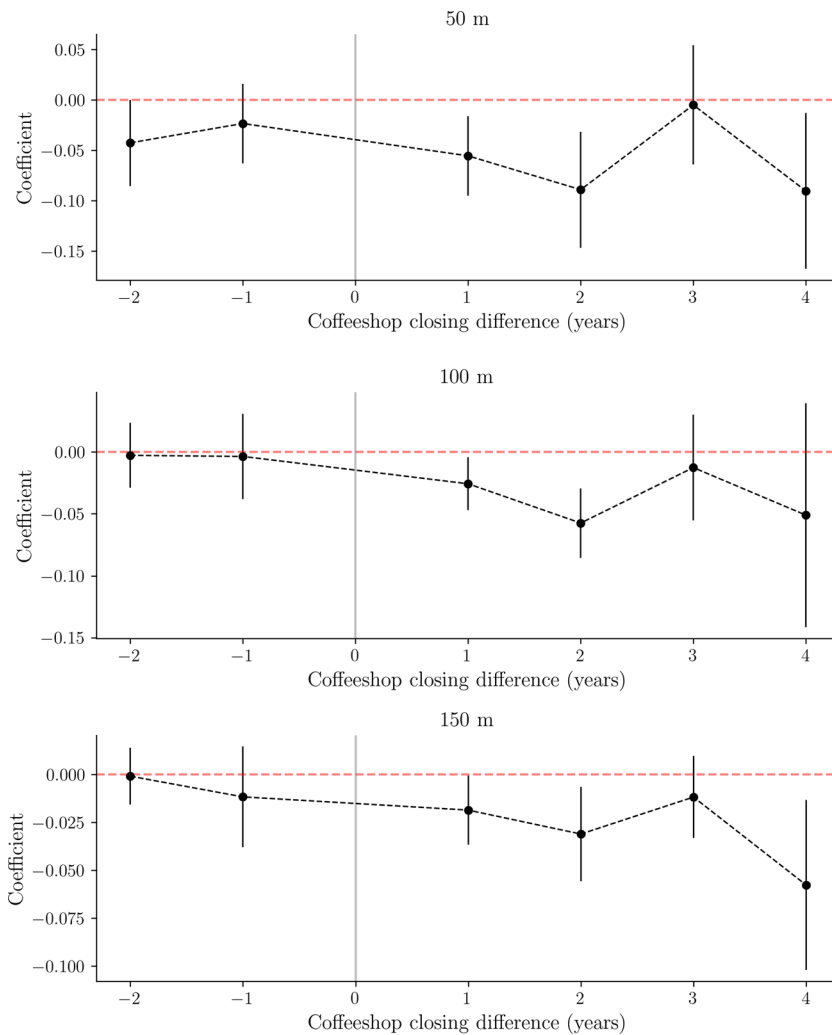 50 m
0.05
0.00
−0.05
−0.10
−0.15
Coefficient
−2 −1 0 1 2 3 4
Coffeeshop closing difference (years)
100 m
0.00
−0.05
−0.10
−0.15
Coefficient
−2 −1 0 1 2 3 4
Coffeeshop closing difference (years)
150 m
0.000
−0.025
−0.050
−0.075
−0.100
Coefficient
−2 −1 0 1 2 3 4
Coffeeshop closing difference (years)